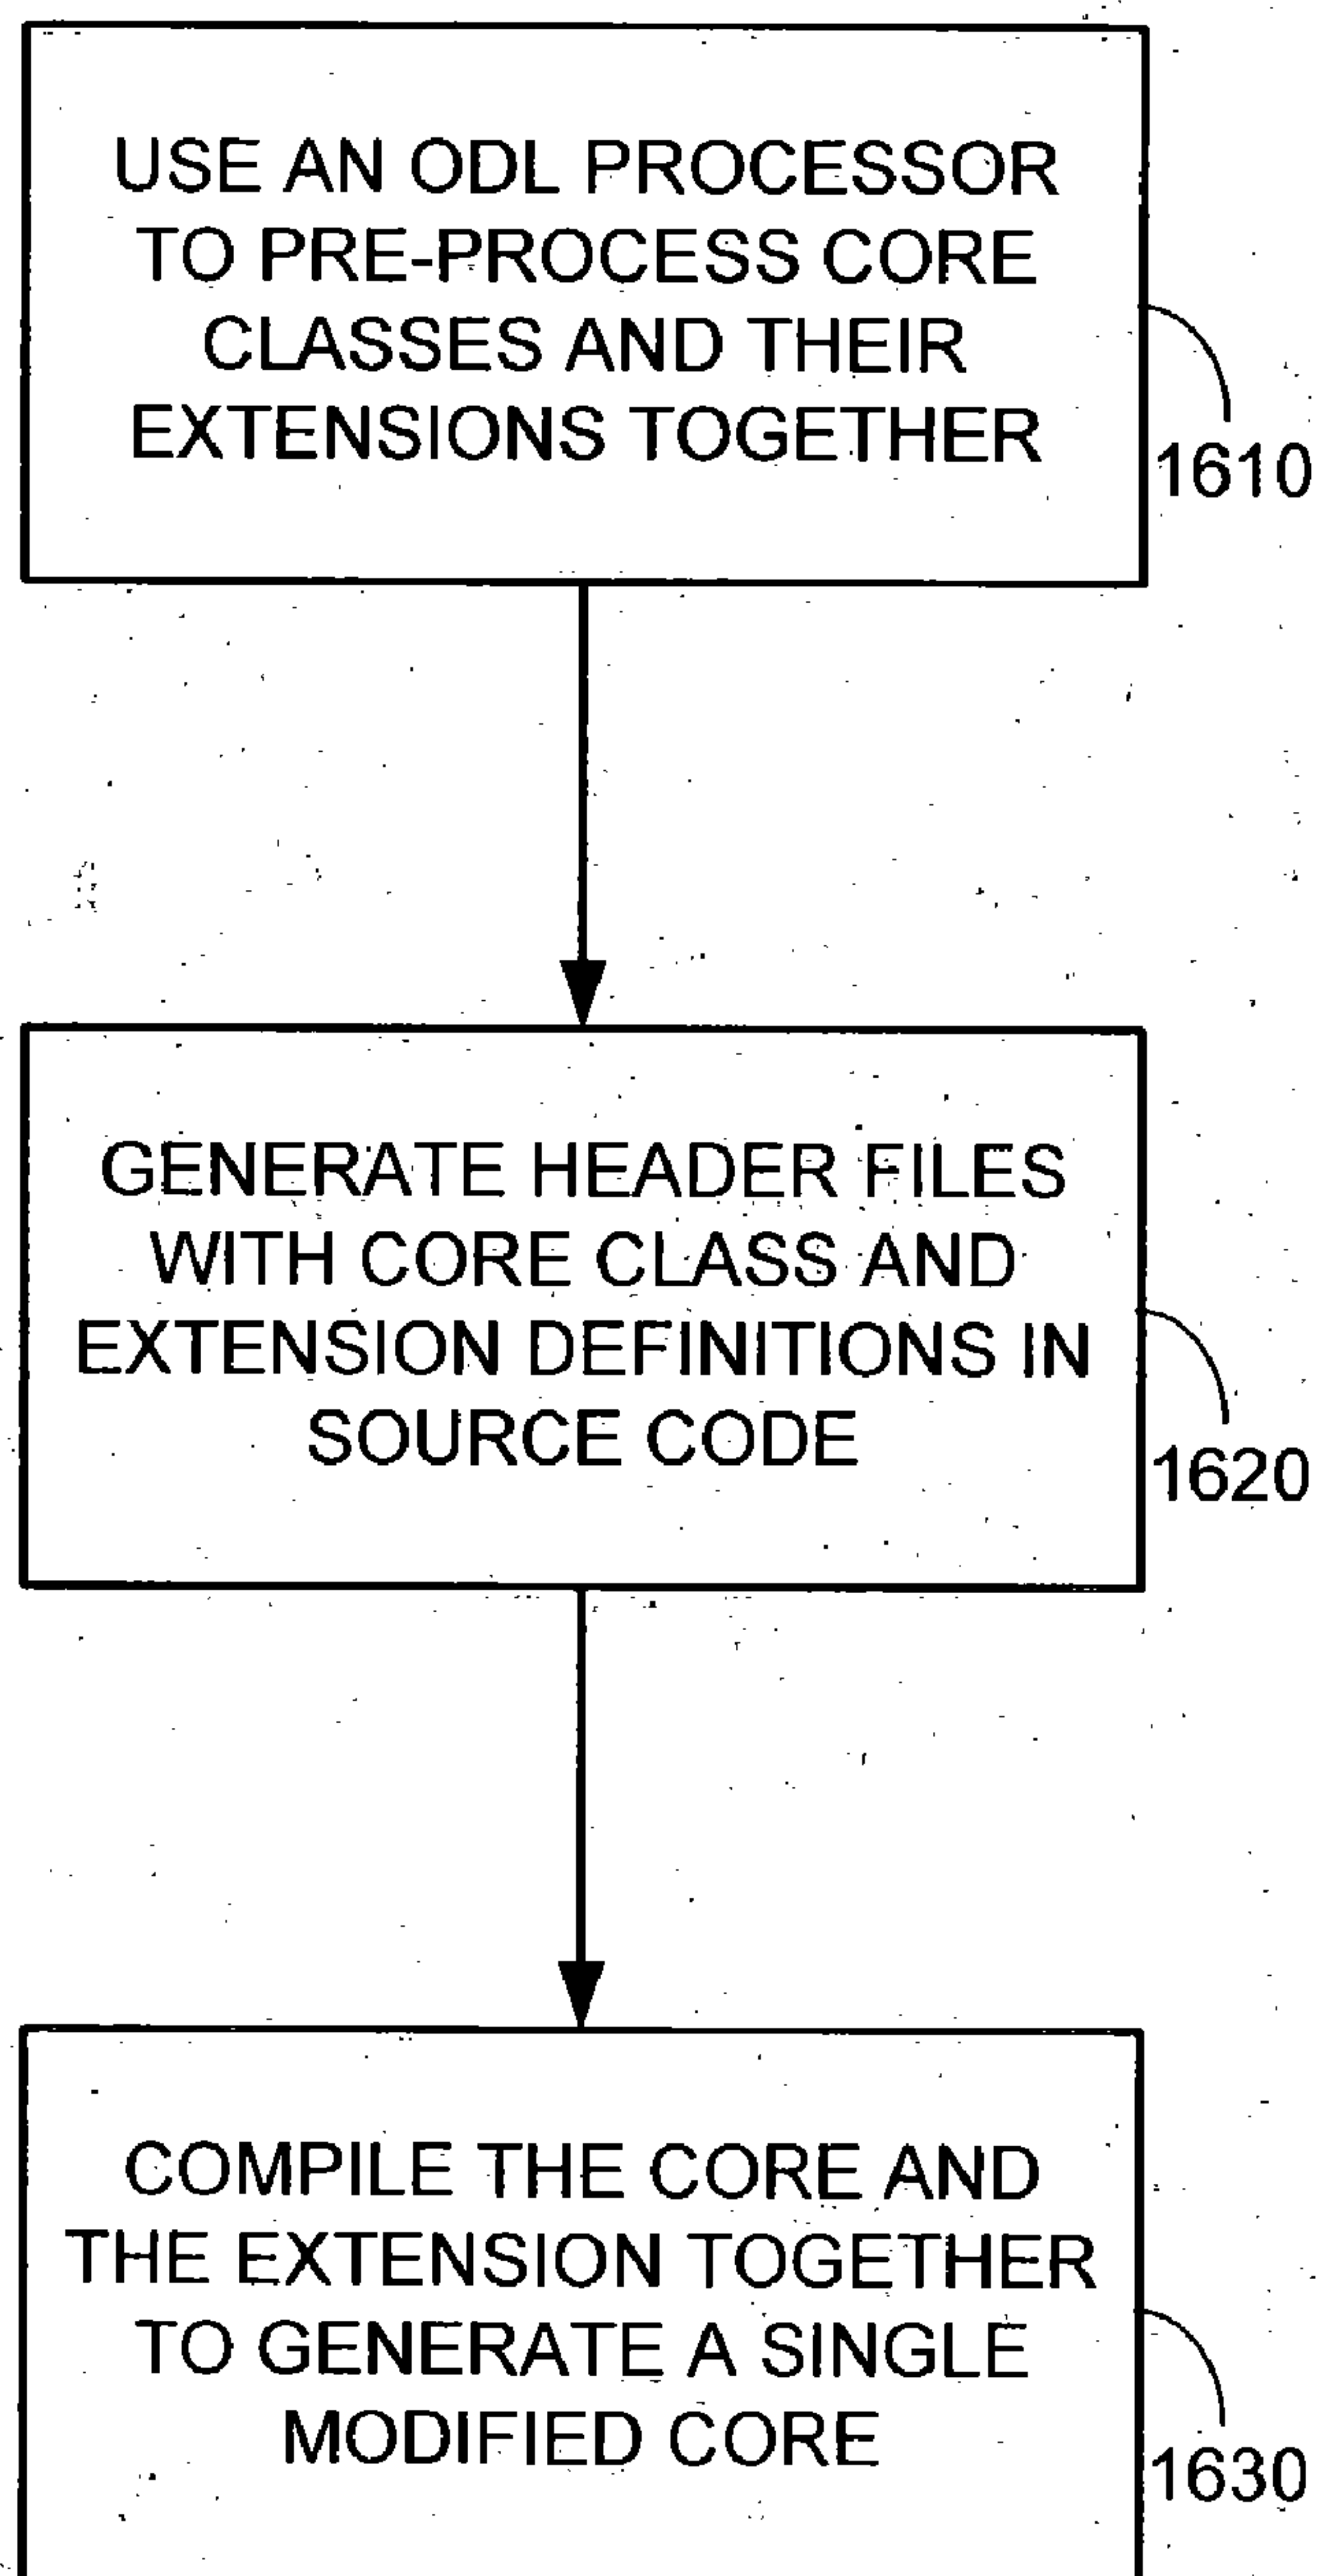 USE AN ODL PROCESSOR
TO PRE-PROCESS CORE
CLASSES AND THEIR
EXTENSIONS TOGETHER
1610
GENERATE HEADER FILES
WITH CORE CLASS AND
EXTENSION DEFINITIONS IN
SOURCE CODE
1620
COMPILE THE CORE AND
THE EXTENSION TOGETHER
TO GENERATE A SINGLE
MODIFIED CORE
1630